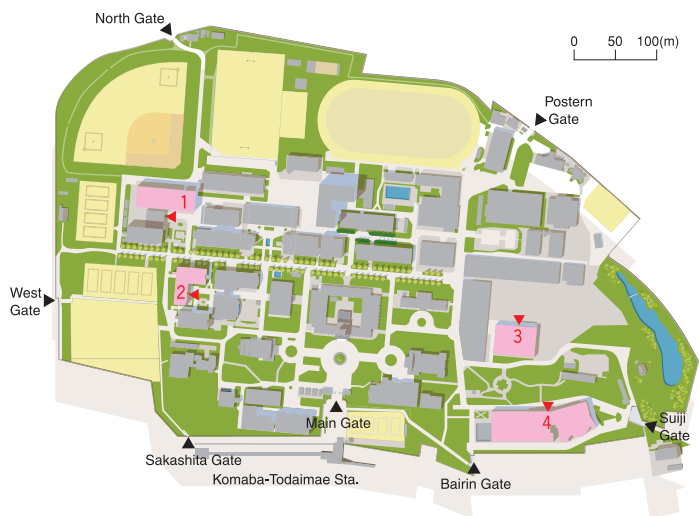 North Gate
0 50 100(m)
Postern
Gate
1
West
Gate
2
3
4
Main Gate
Suiji
Gate
Sakashita Gate
Komaba-Todaimae Sta.
Bairin Gate